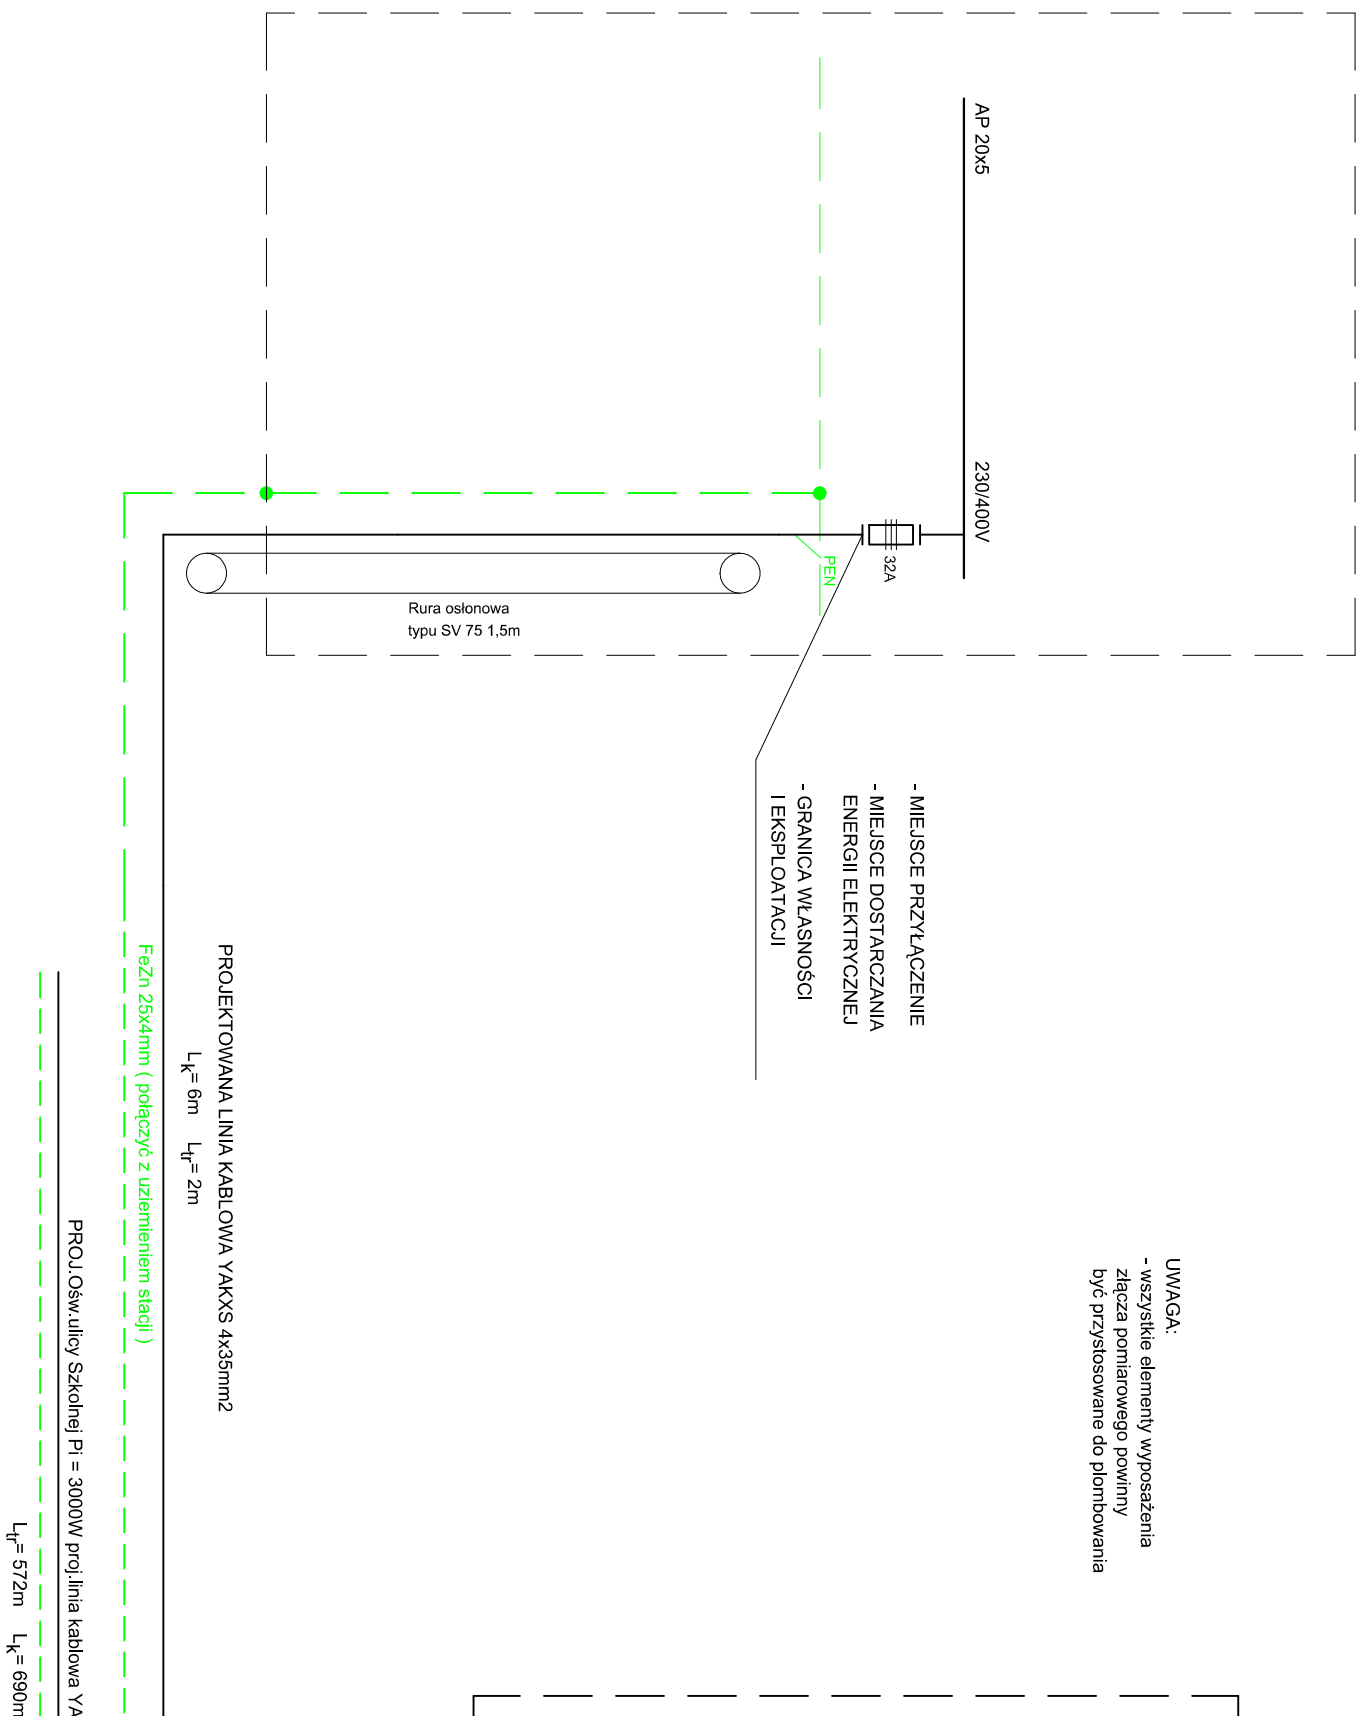 AP 20x5
230/400V
32A
PEN
Rura osłonowa
typu SV 75 1,5m
- MIEJSCE PRZYŁĄCZENIE
- MIEJSCE DOSTARCZANIA
ENERGII ELEKTRYCZNEJ
- GRANICA WŁASNOŚCI
I EKSPLOATACJI
UWAGA:
- wszystkie elementy wyposażenia
złącza pomiarowego powinny
być przystosowane do plombowania
PROJEKTOWANA LINIA KABLOWA YAKXS 4x35mm2
Lk= 6m Ltr= 2m
FeZn 25x4mm ( połączyć z uziemieniem stacji )
PROJ.Ośw.ulicy Szkolnej Pi = 3000W proj.linia kablowa YA
Ltr= 572m Lk= 690m